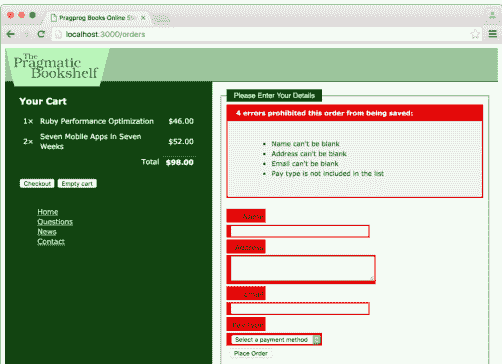 Pragprog Books Online Sto
localhost:3000/orders
The
Pragmatic
Bookshelf
Your Cart
1× Ruby Performance Optimization $46.00
2× Seven Mobile Apps in Seven
Weeks $52.00
Total $98.00
Checkout Empty cart
Home
Questions
News
Contact
Please Enter Your Details
4 errors prohibited this order from being saved:
Name can't be blank
Address can't be blank
Email can't be blank
Pay type is not included in the list
Name
Select a payment method
Place Order